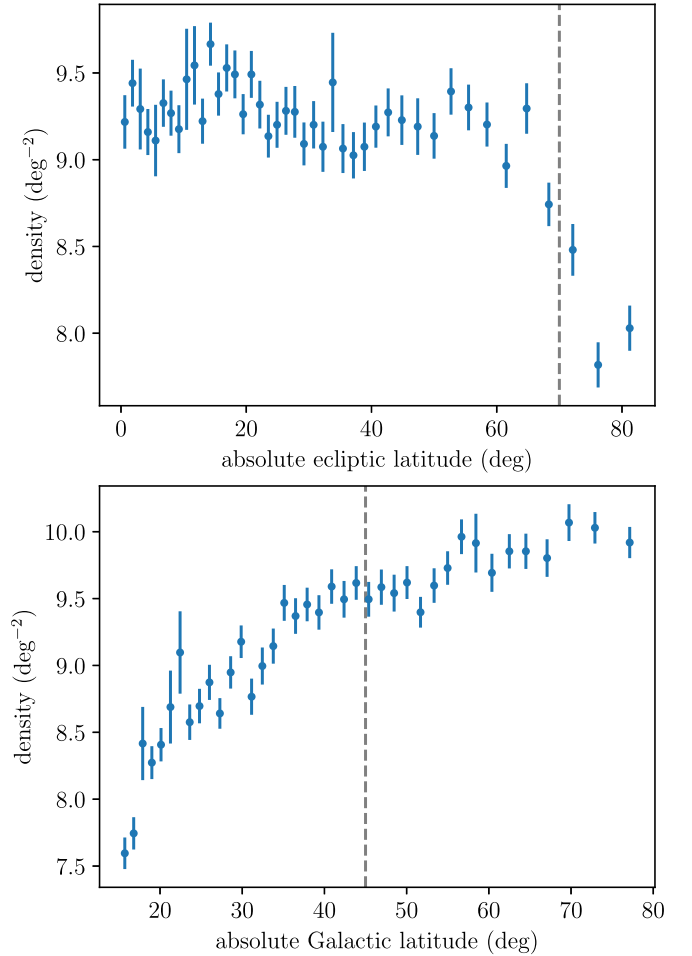 9.5
9.0
8.5
8.0
density (deg⁻²)
0 20 40 60 80
absolute ecliptic latitude (deg)
10.0
9.5
9.0
8.5
8.0
7.5
density (deg⁻²)
20 30 40 50 60 70 80
absolute Galactic latitude (deg)